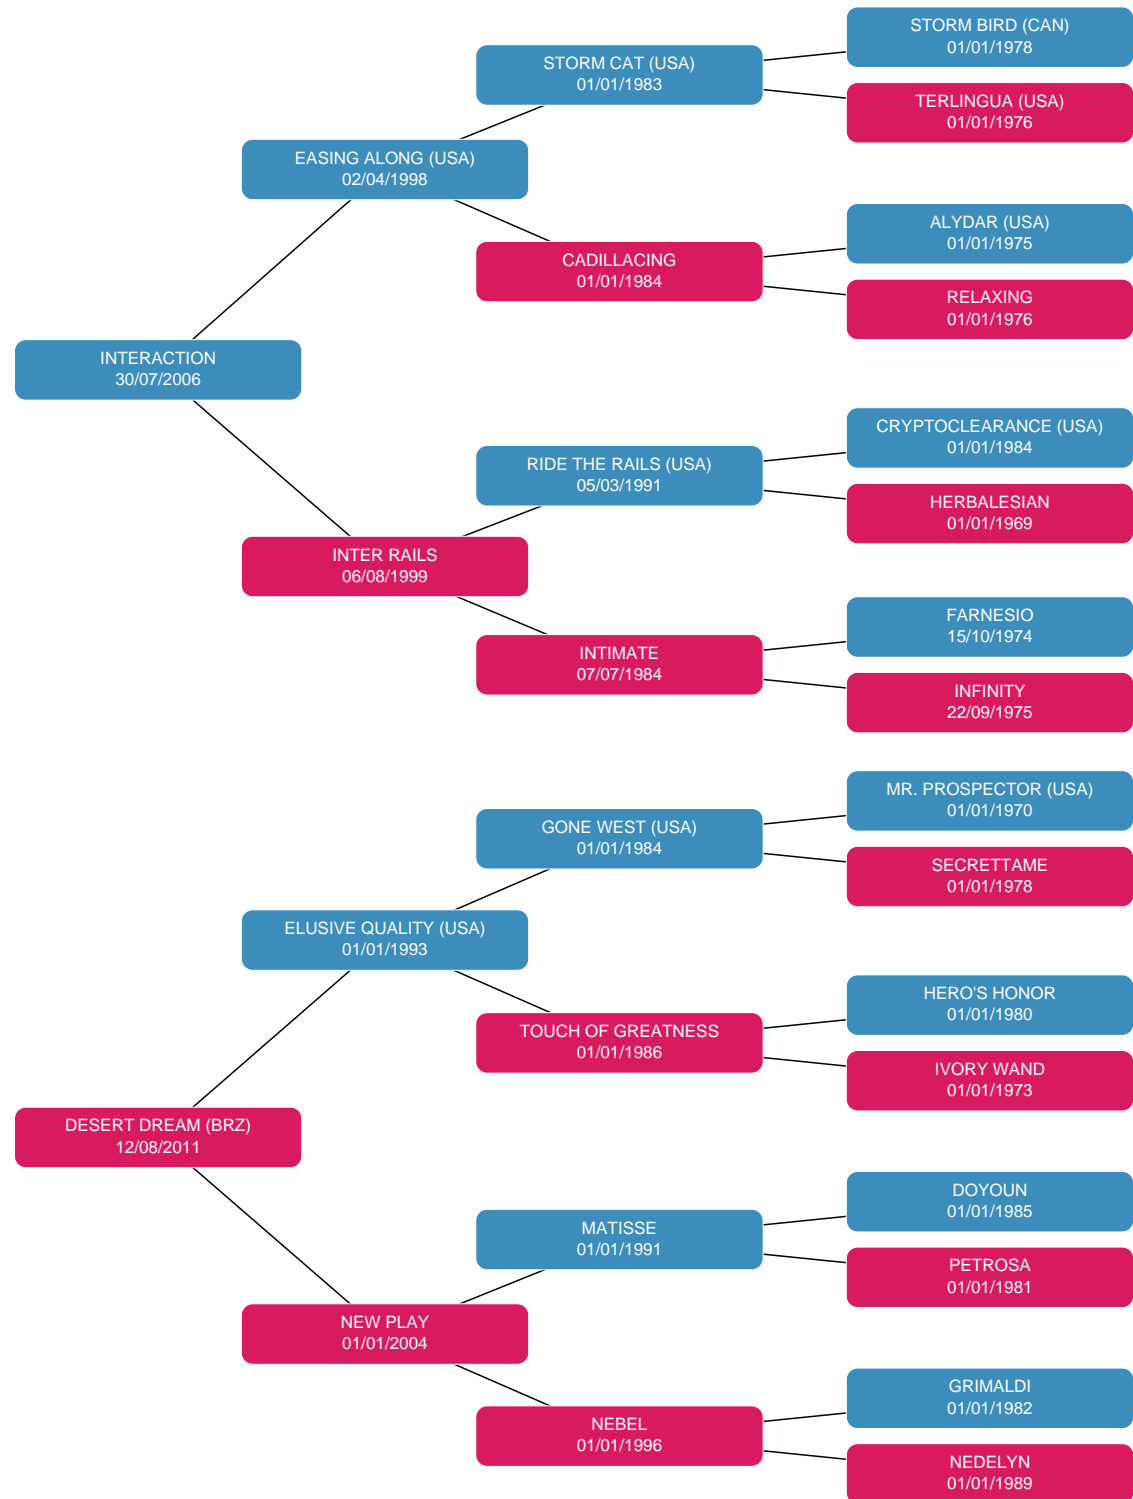 STORM BIRD (CAN)
01/01/1978
STORM CAT (USA)
01/01/1983
TERLINGUA (USA)
01/01/1976
EASING ALONG (USA)
02/04/1998
ALYDAR (USA)
01/01/1975
CADILLACING
01/01/1984
RELAXING
01/01/1976
INTERACTION
30/07/2006
CRYPTOCLEARANCE (USA)
01/01/1984
RIDE THE RAILS (USA)
05/03/1991
HERBALESIAN
01/01/1969
INTER RAILS
06/08/1999
FARNESIO
15/10/1974
INTIMATE
07/07/1984
INFINITY
22/09/1975
MR. PROSPECTOR (USA)
01/01/1970
GONE WEST (USA)
01/01/1984
SECRETTAME
01/01/1978
ELUSIVE QUALITY (USA)
01/01/1993
HERO'S HONOR
01/01/1980
TOUCH OF GREATNESS
01/01/1986
IVORY WAND
01/01/1973
DESERT DREAM (BRZ)
12/08/2011
DOYOUN
01/01/1985
MATISSE
01/01/1991
PETROSA
01/01/1981
NEW PLAY
01/01/2004
GRIMALDI
01/01/1982
NEBEL
01/01/1996
NEDELYN
01/01/1989